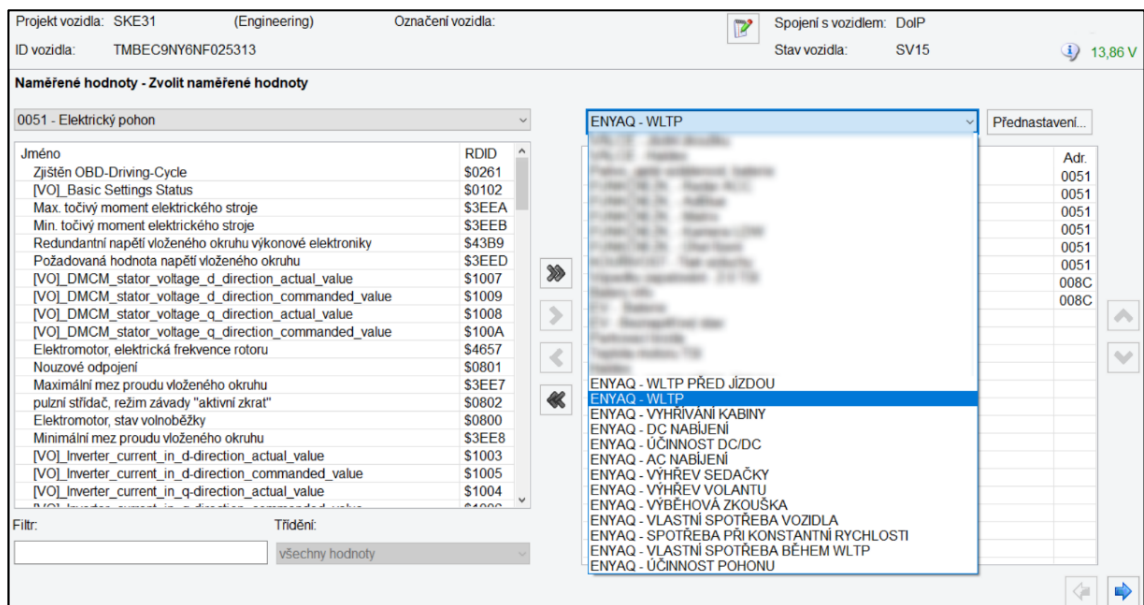 Projekt vozidla: SKE31 (Engineering) Označení vozidla: Spojení s vozidlem: DoIP
ID vozidla: TMBEC9NY6NF025313 Stav vozidla: SV15 13,86 V
Naměřené hodnoty - Zvolit naměřené hodnoty
0051 - Elektrický pohon
Jméno RDID
Zjištěn OBD-Driving-Cycle $0261
[VO]_Basic Settings Status $0102
Max. točivý moment elektrického stroje $3EEA
Min. točivý moment elektrického stroje $3EEB
Redundantní napětí vloženého okruhu výkonové elektroniky $43B9
Požadovaná hodnota napětí vloženého okruhu $3EED
[VO]_DMCM_stator_voltage_d_direction_actual_value $1007
[VO]_DMCM_stator_voltage_d_direction_commanded_value $1009
[VO]_DMCM_stator_voltage_q_direction_actual_value $1008
[VO]_DMCM_stator_voltage_q_direction_commanded_value $100A
Elektromotor, elektrická frekvence rotoru $4657
Nouzové odpojení $0801
Maximální mez proudu vloženého okruhu $3EE7
pulzní střídač, režim závady "aktivní zkrat" $0802
Elektromotor, stav volnoběžky $0800
Minimální mez proudu vloženého okruhu $3EE8
[VO]_Inverter_current_in_d-direction_actual_value $1003
[VO]_Inverter_current_in_d-direction_commanded_value $1005
[VO]_Inverter_current_in_q-direction_actual_value $1004
Filtr: Třídění:
všechny hodnoty
ENYAQ - WLTP Přednastavení...
Adr.
0051
0051
0051
0051
0051
0051
008C
008C
ENYAQ - WLTP PŘED JÍZDOU
ENYAQ - WLTP
ENYAQ - VYHŘÍVÁNÍ KABINY
ENYAQ - DC NABÍJENÍ
ENYAQ - ÚČINNOST DC/DC
ENYAQ - AC NABÍJENÍ
ENYAQ - VÝHŘEV SEDAČKY
ENYAQ - VÝHŘEV VOLANTU
ENYAQ - VÝBĚHOVÁ ZKOUŠKA
ENYAQ - VLASTNÍ SPOTŘEBA VOZIDLA
ENYAQ - SPOTŘEBA PŘI KONSTANTNÍ RYCHLOSTI
ENYAQ - VLASTNÍ SPOTŘEBA BĚHEM WLTP
ENYAQ - ÚČINNOST POHONU